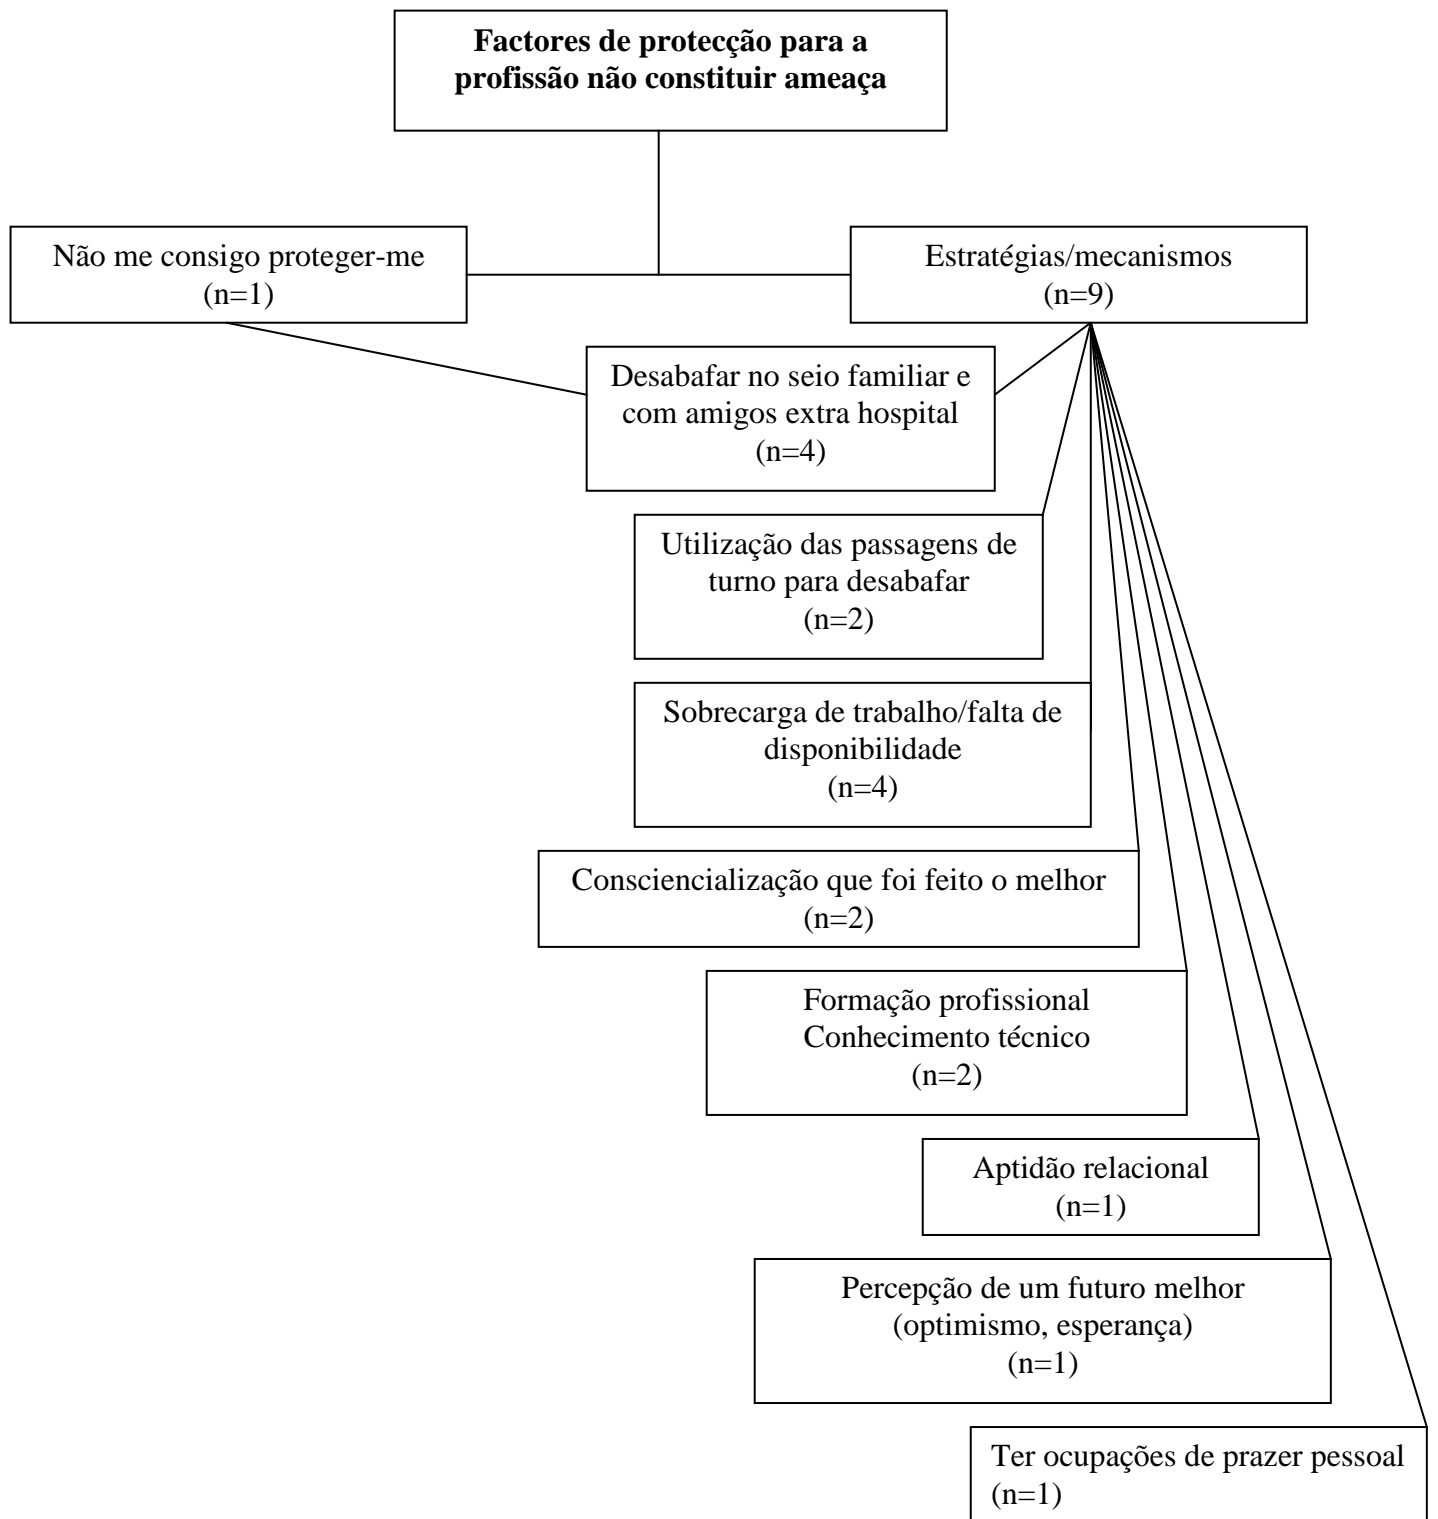 Factores de protecção para a
profissão não constituir ameaça
Não me consigo proteger-me
(n=1)
Estratégias/mecanismos
(n=9)
Desabafar no seio familiar e
com amigos extra hospital
(n=4)
Utilização das passagens de
turno para desabafar
(n=2)
Sobrecarga de trabalho/falta de
disponibilidade
(n=4)
Consciencialização que foi feito o melhor
(n=2)
Formação profissional
Conhecimento técnico
(n=2)
Aptidão relacional
(n=1)
Percepção de um futuro melhor
(optimismo, esperança)
(n=1)
Ter ocupações de prazer pessoal
(n=1)